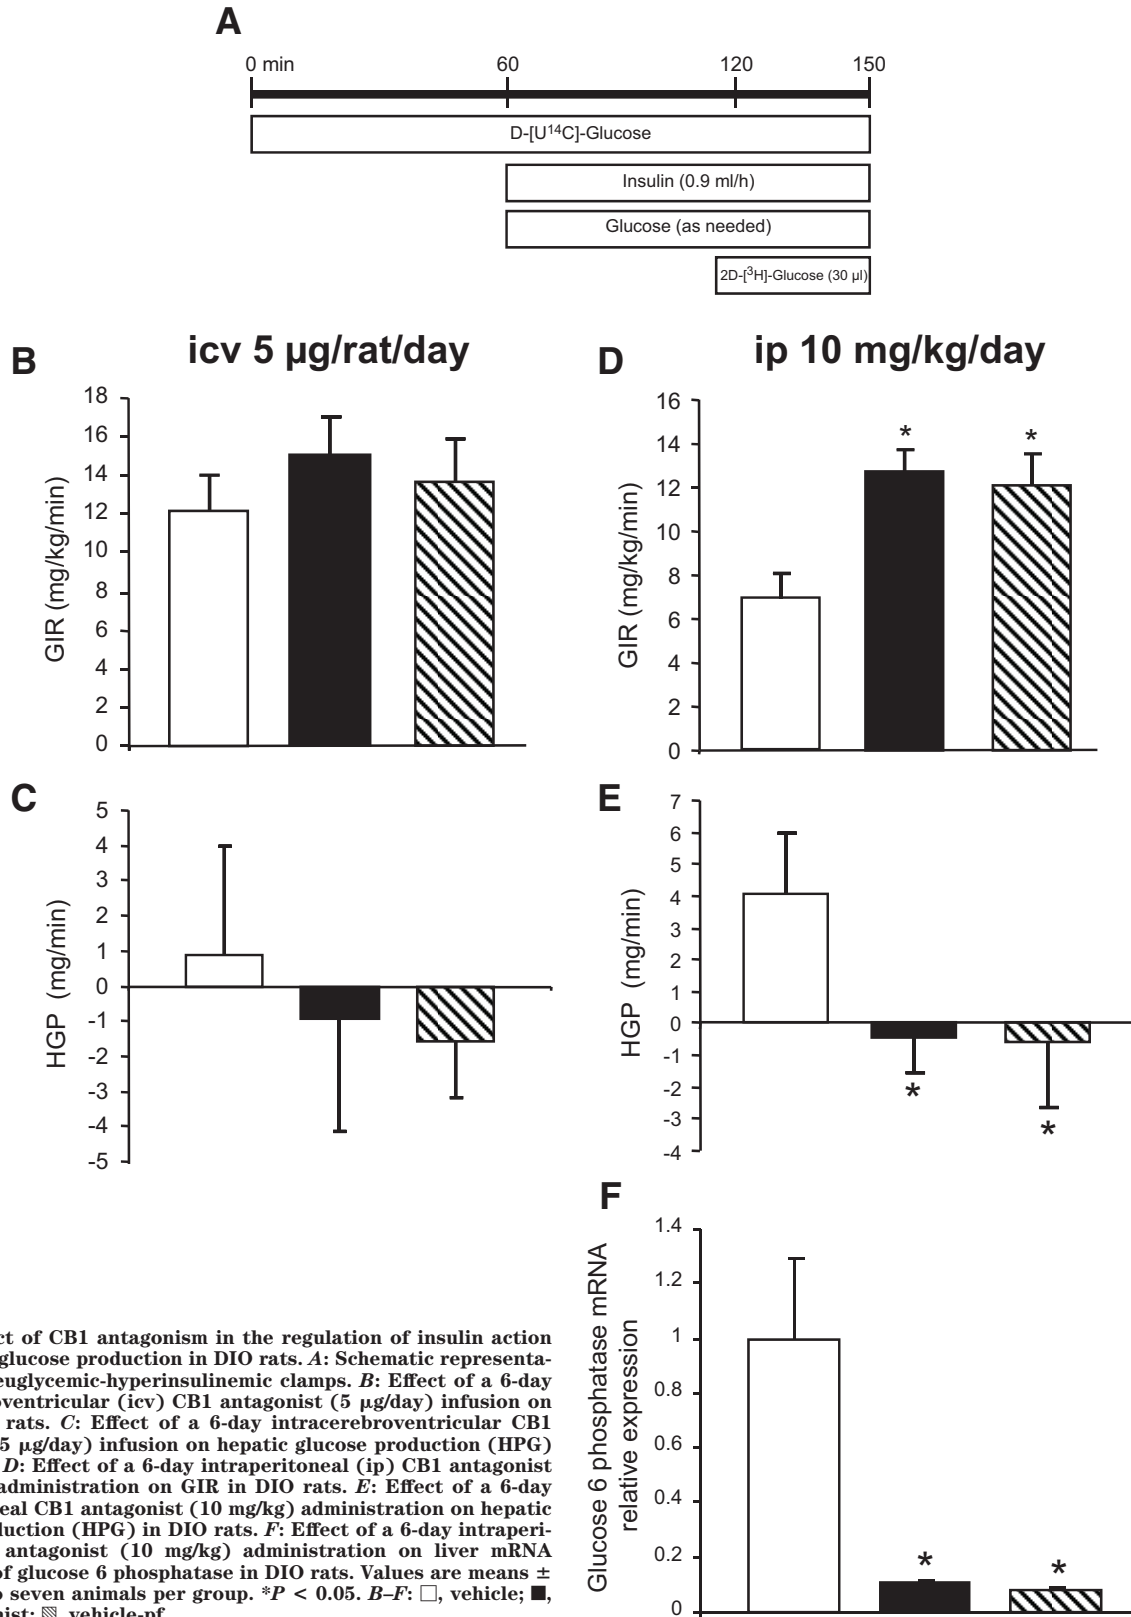 A
0 min 60 120 150
D-[U14C]-Glucose
Insulin (0.9 ml/h)
Glucose (as needed)
2D-[3H]-Glucose (30 µl)
B
icv 5 µg/rat/day
GIR (mg/kg/min)
18
16
14
12
10
8
6
4
2
0
D
ip 10 mg/kg/day
GIR (mg/kg/min)
16
14
12
10
8
6
4
2
0
* *
C
HGP (mg/min)
5
4
3
2
1
0
-1
-2
-3
-4
-5
E
HGP (mg/min)
7
6
5
4
3
2
1
0
-1
-2
-3
-4
* *
F
Glucose 6 phosphatase mRNA
relative expression
1.4
1.2
1
0.8
0.6
0.4
0.2
0
* *
ct of CB1 antagonism in the regulation of insulin action
glucose production in DIO rats. A: Schematic representa-
euglycemic-hyperinsulinemic clamps. B: Effect of a 6-day
oventricular (icv) CB1 antagonist (5 µg/day) infusion on
rats. C: Effect of a 6-day intracerebroventricular CB1
5 µg/day) infusion on hepatic glucose production (HPG)
D: Effect of a 6-day intraperitoneal (ip) CB1 antagonist
administration on GIR in DIO rats. E: Effect of a 6-day
eal CB1 antagonist (10 mg/kg) administration on hepatic
duction (HPG) in DIO rats. F: Effect of a 6-day intraperi-
antagonist (10 mg/kg) administration on liver mRNA
of glucose 6 phosphatase in DIO rats. Values are means ±
o seven animals per group. *P < 0.05. B–F: □, vehicle; ■,
nist; ▧, vehicle-pf